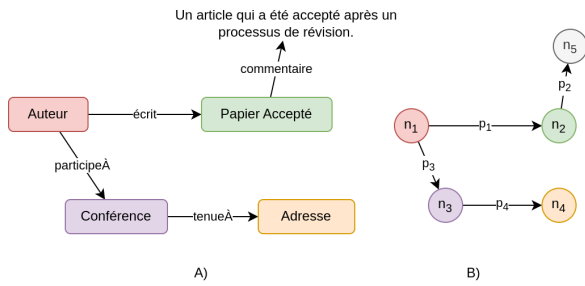 Un article qui a été accepté après un
processus de révision.
commentaire
Auteur
écrit
Papier Accepté
participeÀ
Conférence
tenueÀ
Adresse
A)
n5
p2
n1
p1
n2
p3
n3
p4
n4
B)